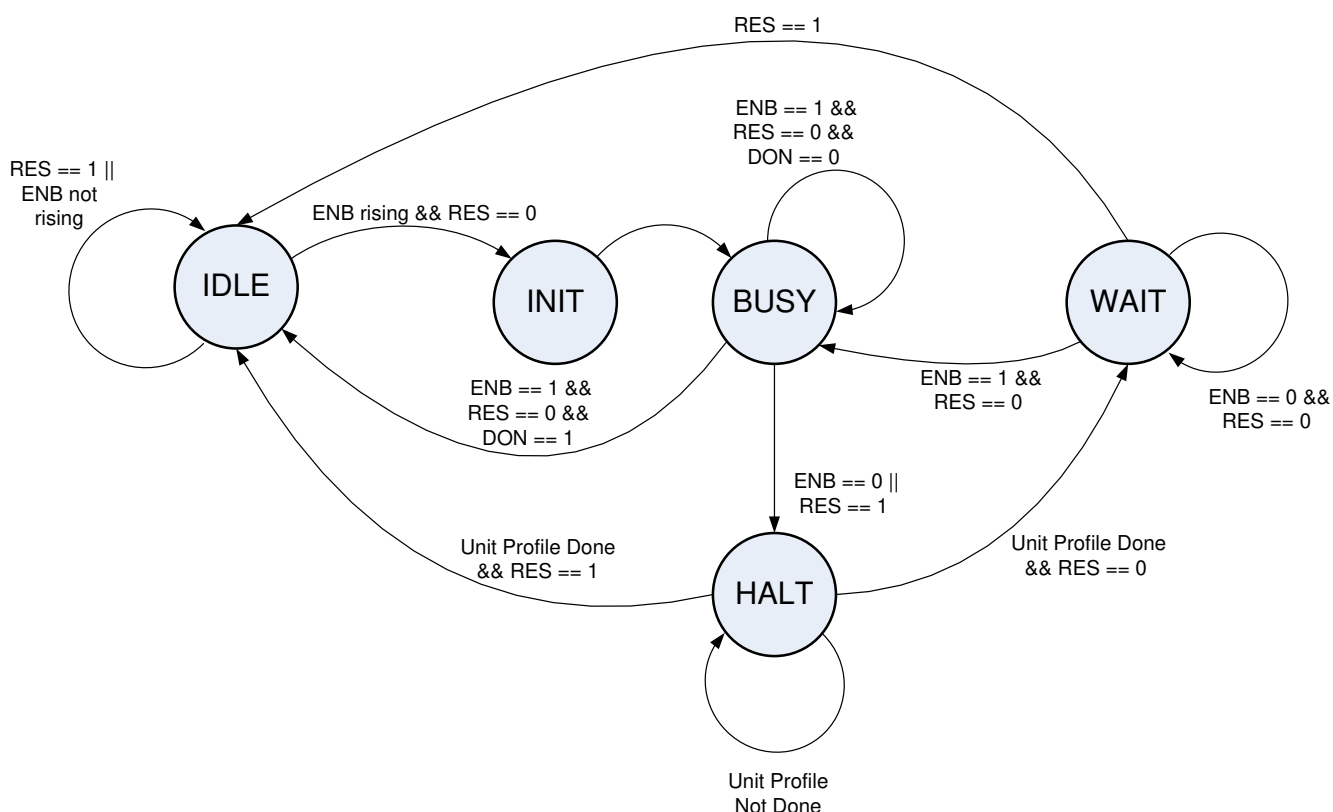 RES == 1
ENB == 1 &&
RES == 0 &&
DON == 0
RES == 1 ||
ENB not
rising
ENB rising && RES == 0
IDLE
INIT
BUSY
WAIT
ENB == 1 &&
RES == 0 &&
DON == 1
ENB == 1 &&
RES == 0
ENB == 0 &&
RES == 0
ENB == 0 ||
RES == 1
Unit Profile Done
&& RES == 1
Unit Profile Done
&& RES == 0
HALT
Unit Profile
Not Done